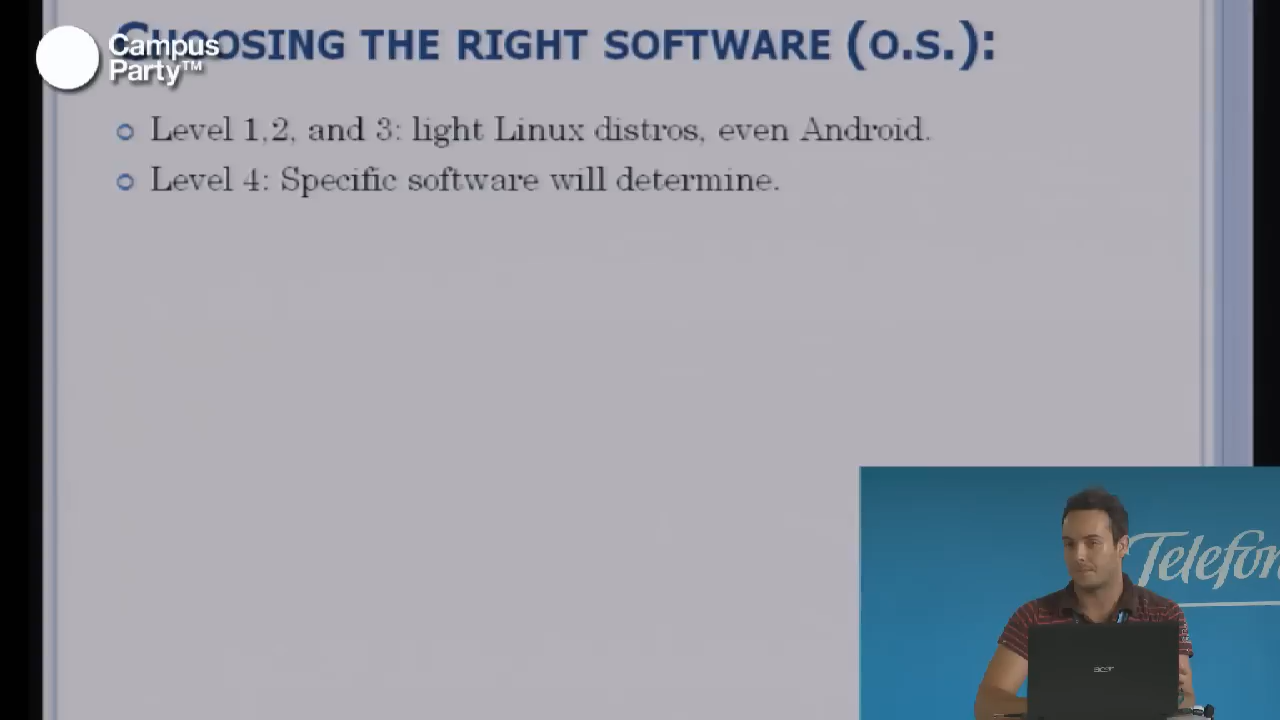 CHOOSING THE RIGHT SOFTWARE (O.S.):
Campus
Party™
Level 1,2, and 3: light Linux distros, even Android.
Level 4: Specific software will determine.
Telefon
acer